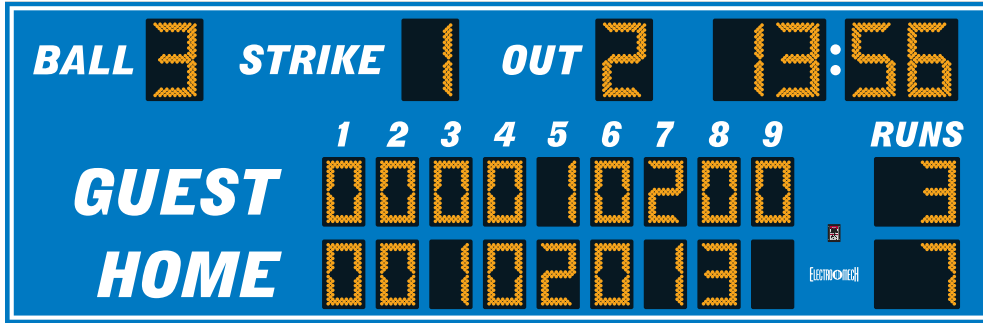 BALL 3 STRIKE 1 OUT 2 13:56
1 2 3 4 5 6 7 8 9 RUNS
GUEST 0 0 0 0 1 0 2 0 0 3
HOME 0 0 1 0 2 0 1 3 7
ELECTRO-MECH